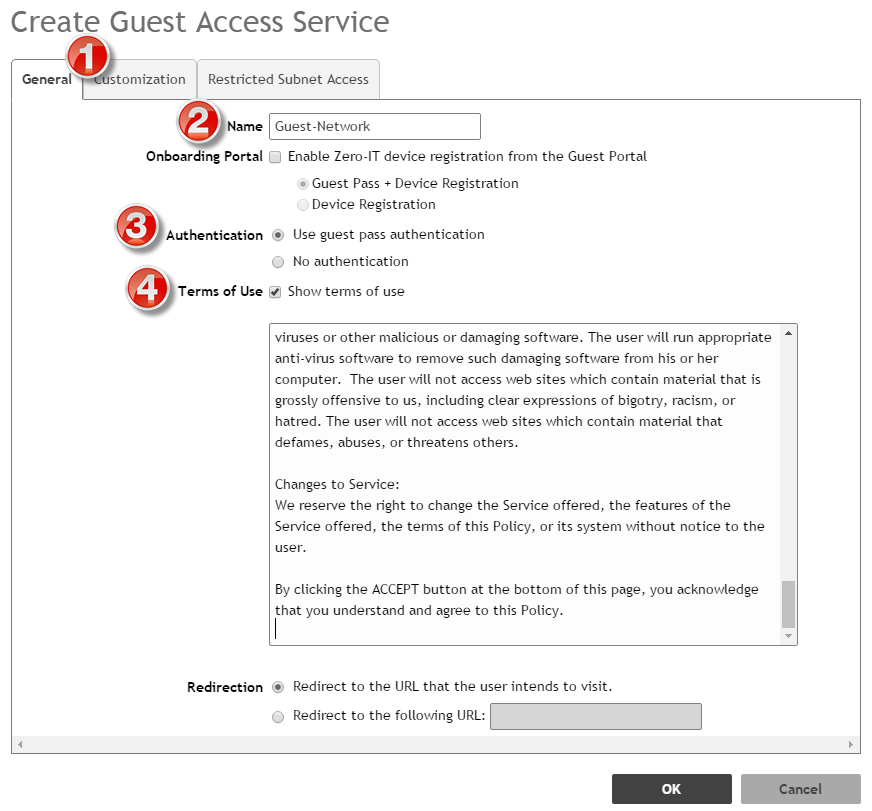 Create Guest Access Service
1
General
Customization
Restricted Subnet Access
2
Name Guest-Network
Onboarding Portal Enable Zero-IT device registration from the Guest Portal
Guest Pass + Device Registration
Device Registration
3
Authentication Use guest pass authentication
No authentication
4
Terms of Use Show terms of use
viruses or other malicious or damaging software. The user will run appropriate
anti-virus software to remove such damaging software from his or her
computer.  The user will not access web sites which contain material that is
grossly offensive to us, including clear expressions of bigotry, racism, or
hatred. The user will not access web sites which contain material that
defames, abuses, or threatens others.
Changes to Service:
We reserve the right to change the Service offered, the features of the
Service offered, the terms of this Policy, or its system without notice to the
user.
By clicking the ACCEPT button at the bottom of this page, you acknowledge
that you understand and agree to this Policy.
Redirection Redirect to the URL that the user intends to visit.
Redirect to the following URL:
OK
Cancel